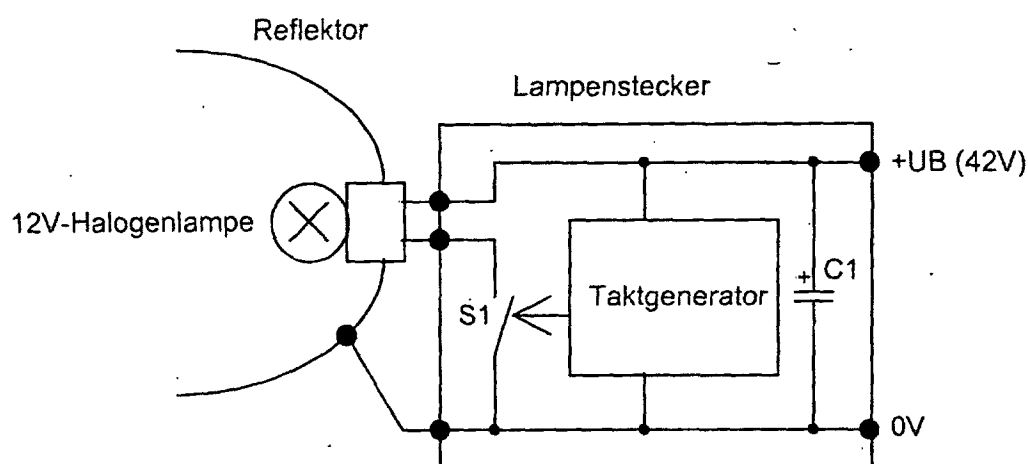 Reflektor
Lampenstecker
+UB (42V)
12V-Halogenlampe
S1
Taktgenerator
+
C1
0V